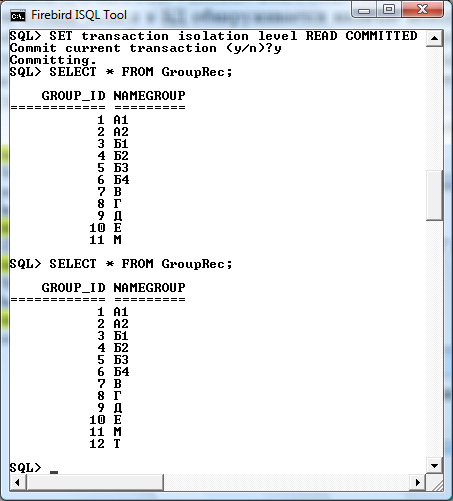 Firebird ISQL Tool
SQL> SET transaction isolation level READ COMMITTED
Commit current transaction (y/n)?y
Committing.
SQL> SELECT * FROM GroupRec;
GROUP_ID NAMEGROUP
============ =========
1 А1
2 А2
3 Б1
4 Б2
5 Б3
6 Б4
7 В
8 Г
9 Д
10 Е
11 М
SQL> SELECT * FROM GroupRec;
GROUP_ID NAMEGROUP
============ =========
1 А1
2 А2
3 Б1
4 Б2
5 Б3
6 Б4
7 В
8 Г
9 Д
10 Е
11 М
12 Т
SQL> _